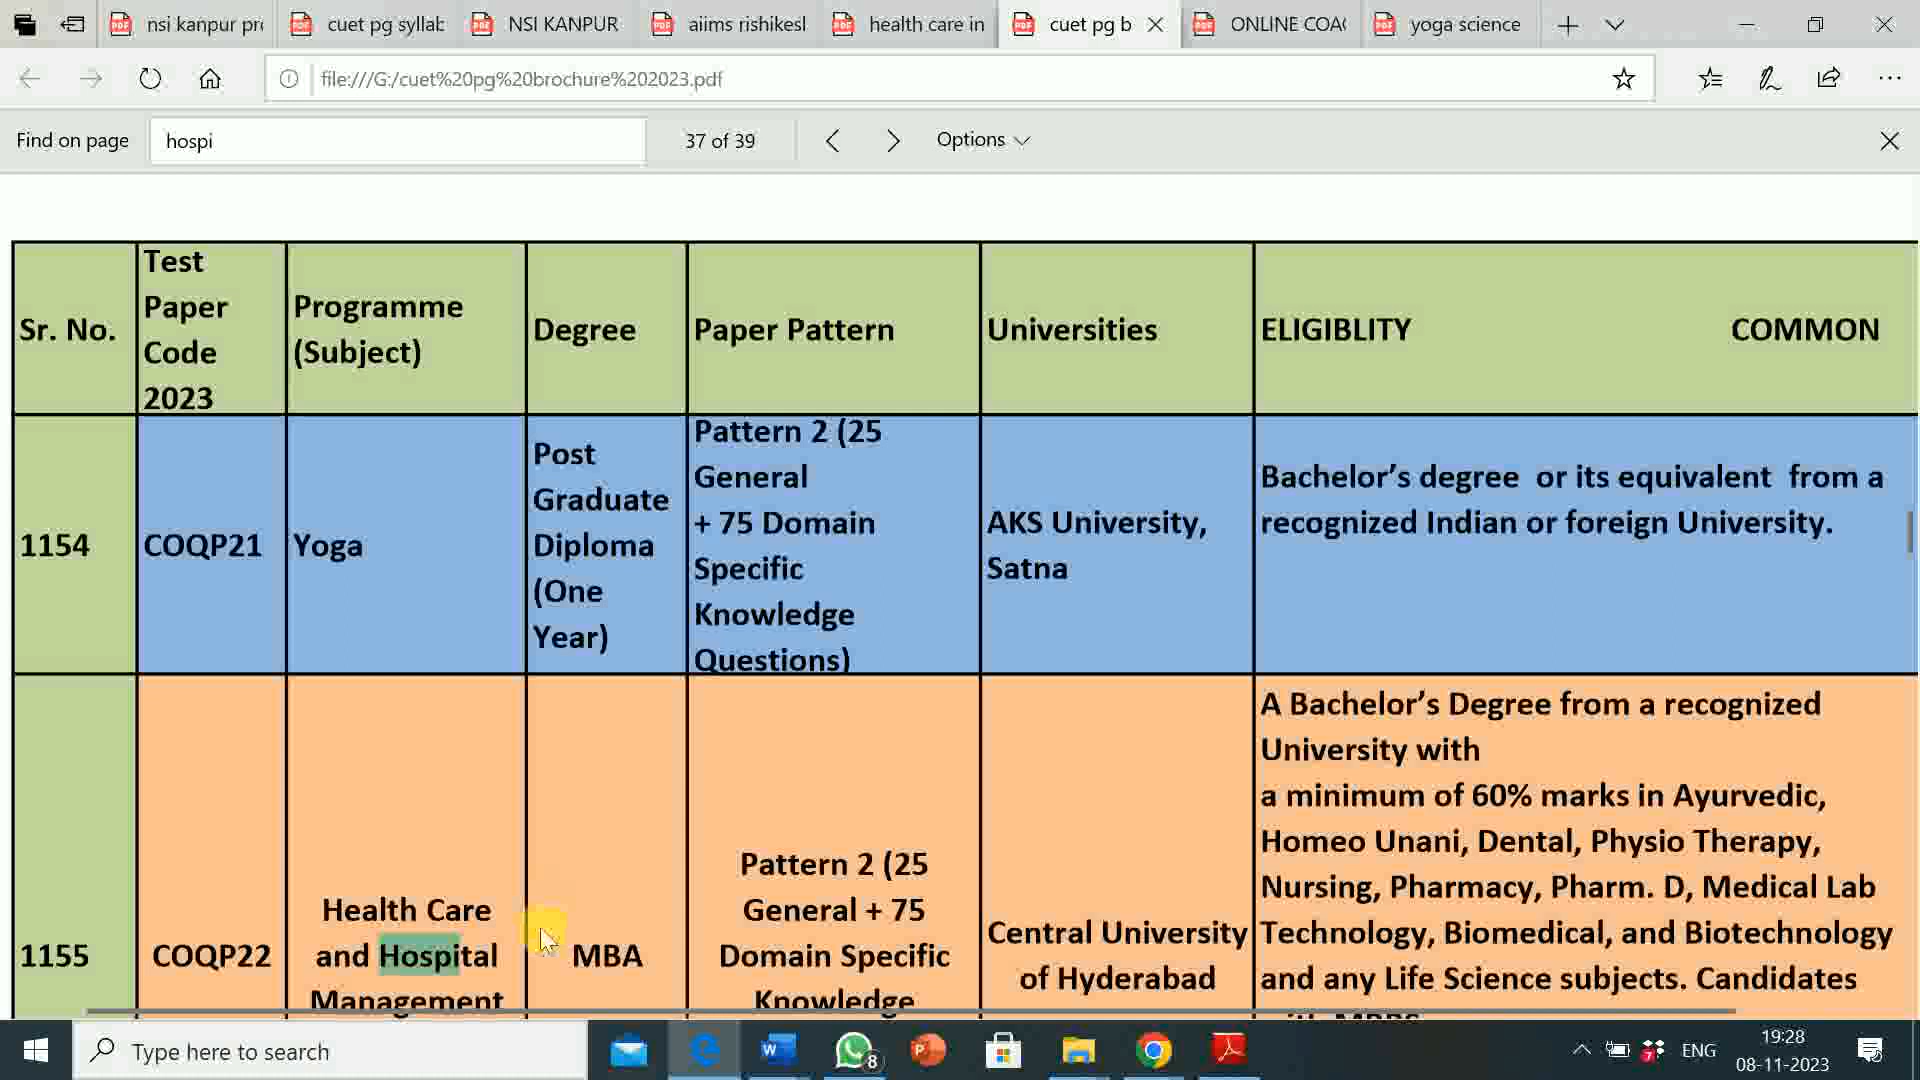 nsi kanpur pro
cuet pg syllab
NSI KANPUR
aiims rishikesl
health care in
cuet pg b
ONLINE COAC
yoga science
file:///G:/cuet%20pg%20brochure%202023.pdf
Find on page
hospi
37 of 39
Options
Sr. No.
Test
Paper
Code
2023
Programme
(Subject)
Degree
Paper Pattern
Universities
ELIGIBLITY COMMON
1154
COQP21
Yoga
Post
Graduate
Diploma
(One
Year)
Pattern 2 (25
General
+ 75 Domain
Specific
Knowledge
Questions)
AKS University,
Satna
Bachelor’s degree or its equivalent from a
recognized Indian or foreign University.
1155
COQP22
Health Care
and Hospital
Management
MBA
Pattern 2 (25
General + 75
Domain Specific
Knowledge
Central University
of Hyderabad
A Bachelor’s Degree from a recognized
University with
a minimum of 60% marks in Ayurvedic,
Homeo Unani, Dental, Physio Therapy,
Nursing, Pharmacy, Pharm. D, Medical Lab
Technology, Biomedical, and Biotechnology
and any Life Science subjects. Candidates
with MBBS
Type here to search
8
7
ENG
19:28
08-11-2023